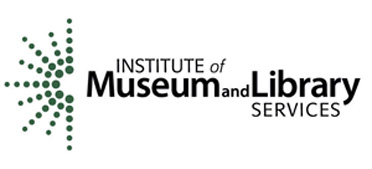 INSTITUTE of
Museum and Library
SERVICES